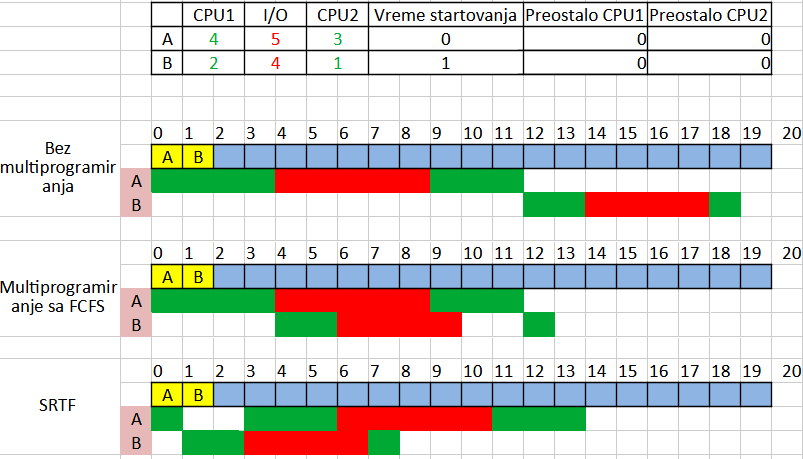 CPU1 I/O CPU2 Vreme startovanja Preostalo CPU1 Preostalo CPU2
A 4 5 3 0 0 0
B 2 4 1 1 0 0
0 1 2 3 4 5 6 7 8 9 10 11 12 13 14 15 16 17 18 19 20
Bez
multiprogramir
anja
A B
A
B
0 1 2 3 4 5 6 7 8 9 10 11 12 13 14 15 16 17 18 19 20
Multiprogramir
anje sa FCFS
A B
A
B
0 1 2 3 4 5 6 7 8 9 10 11 12 13 14 15 16 17 18 19 20
SRTF
A B
A
B